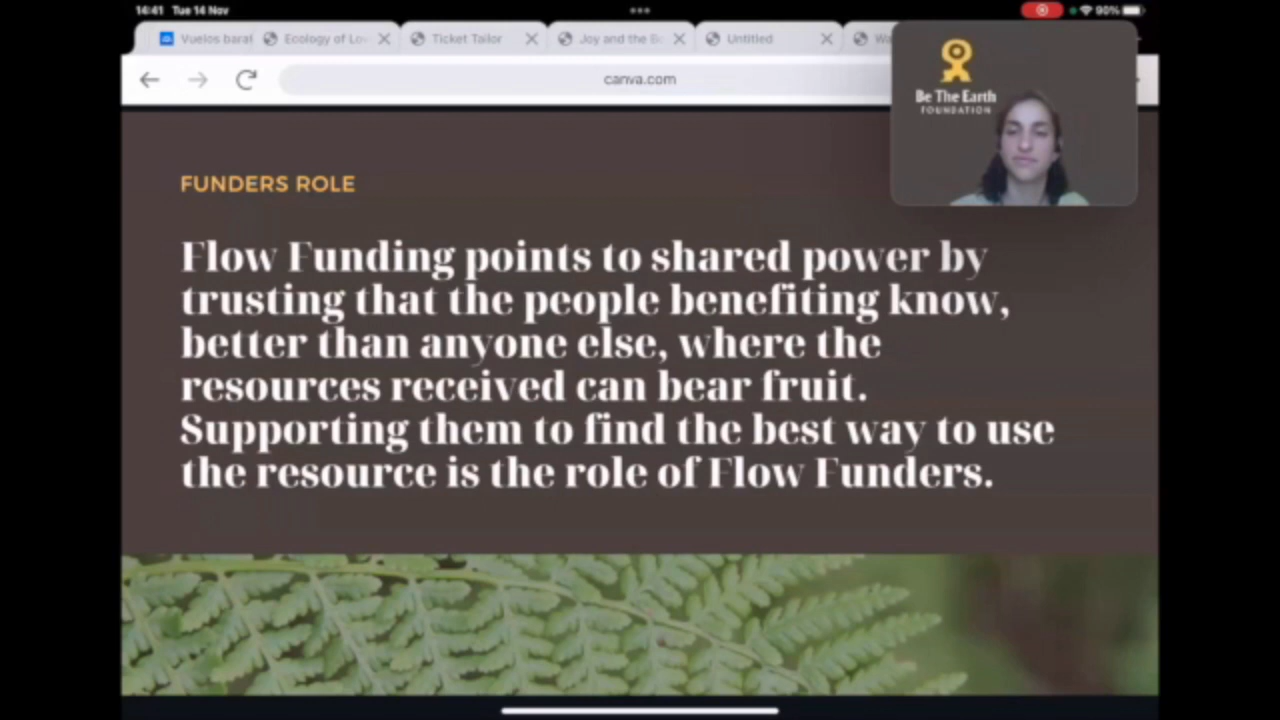 14:41 Tue 14 Nov
90%
Vuelos barat
Ecology of Lov
Ticket Tailor
Joy and the B
Untitled
Wa
canva.com
Be The Earth
FOUNDATION
FUNDERS ROLE
Flow Funding points to shared power by
trusting that the people benefiting know,
better than anyone else, where the
resources received can bear fruit.
Supporting them to find the best way to use
the resource is the role of Flow Funders.